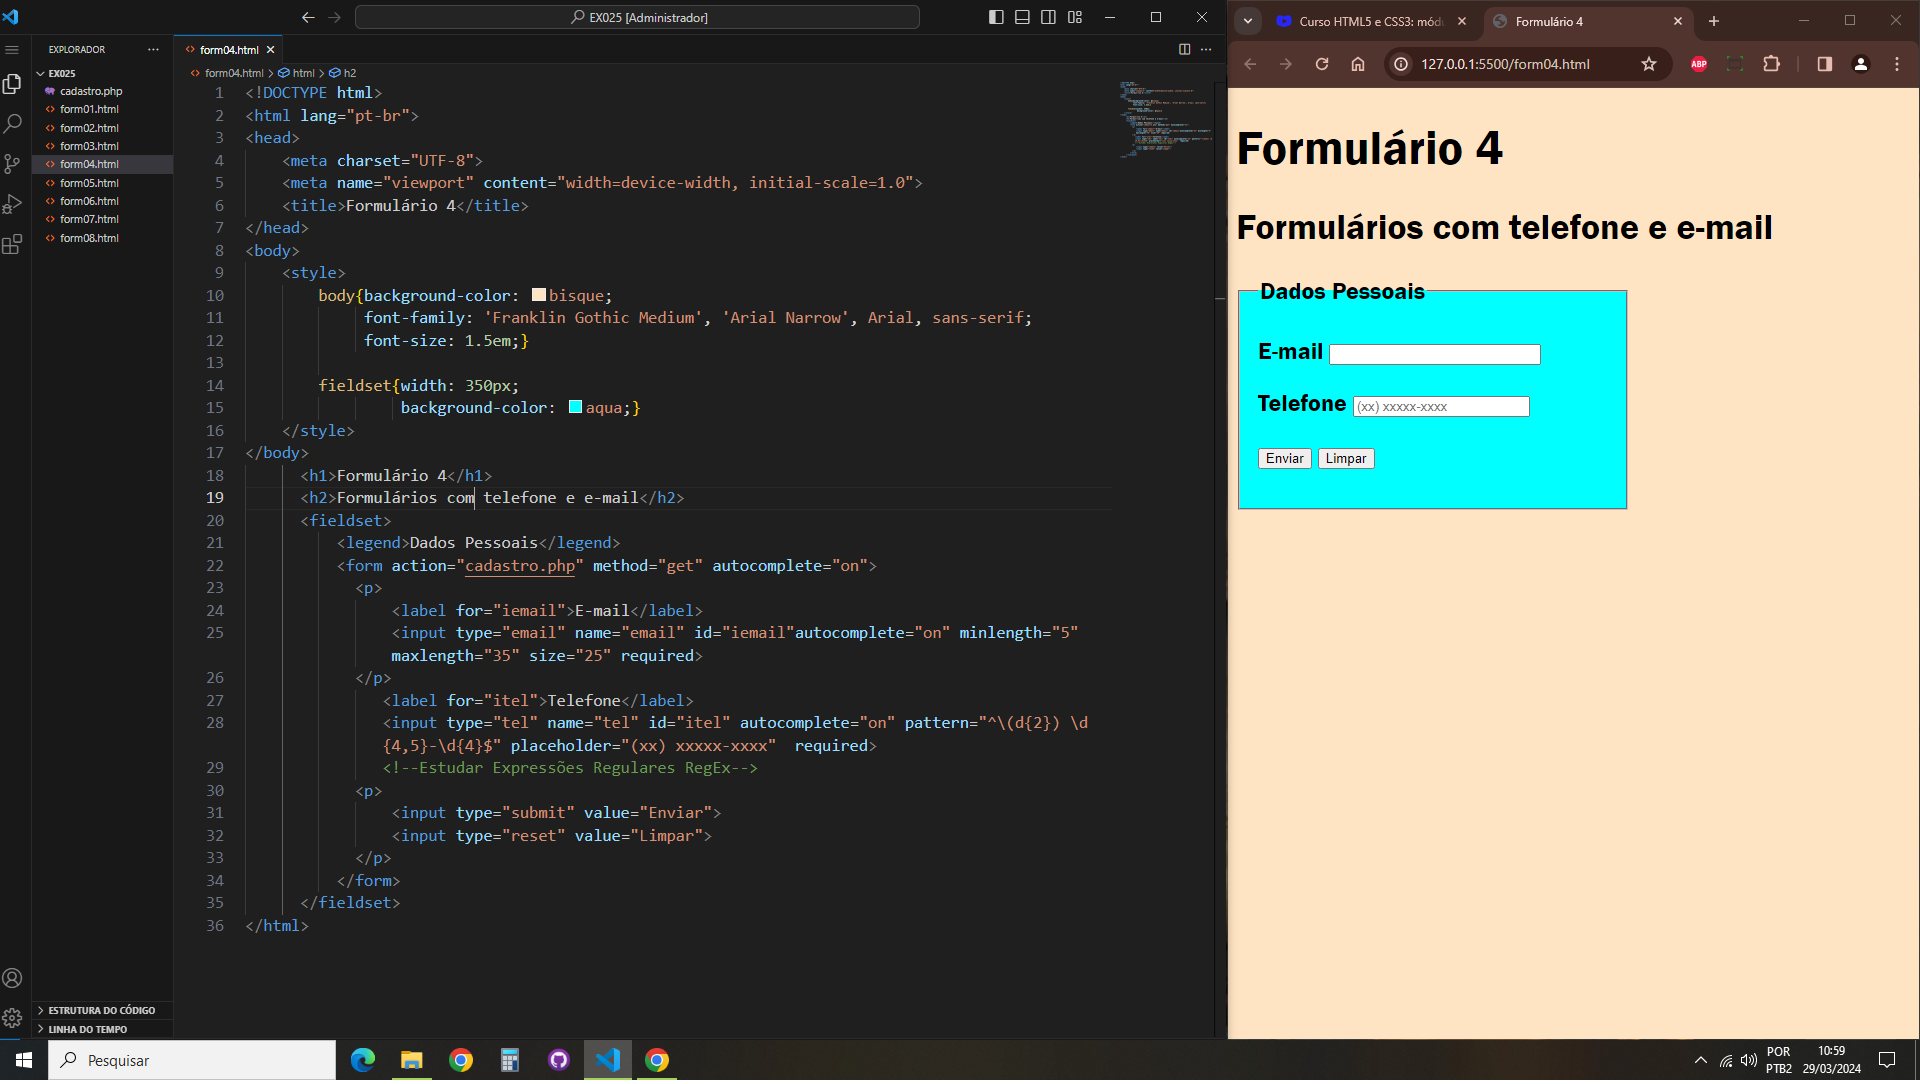 EX025 [Administrador]
EXPLORADOR
EX025
cadastro.php
form01.html
form02.html
form03.html
form04.html
form05.html
form06.html
form07.html
form08.html
ESTRUTURA DO CÓDIGO
LINHA DO TEMPO
form04.html
form04.html > html > h2
1 <!DOCTYPE html>
2 <html lang="pt-br">
3 <head>
4 <meta charset="UTF-8">
5 <meta name="viewport" content="width=device-width, initial-scale=1.0">
6 <title>Formulário 4</title>
7 </head>
8 <body>
9 <style>
10 body{background-color: bisque;
11 font-family: 'Franklin Gothic Medium', 'Arial Narrow', Arial, sans-serif;
12 font-size: 1.5em;}
13
14 fieldset{width: 350px;
15 background-color: aqua;}
16 </style>
17 </body>
18 <h1>Formulário 4</h1>
19 <h2>Formulários com telefone e e-mail</h2>
20 <fieldset>
21 <legend>Dados Pessoais</legend>
22 <form action="cadastro.php" method="get" autocomplete="on">
23 <p>
24 <label for="iemail">E-mail</label>
25 <input type="email" name="email" id="iemail"autocomplete="on" minlength="5"
maxlength="35" size="25" required>
26 </p>
27 <label for="itel">Telefone</label>
28 <input type="tel" name="tel" id="itel" autocomplete="on" pattern="^\(d{2}) \d
{4,5}-\d{4}$" placeholder="(xx) xxxxx-xxxx"  required>
29 <!--Estudar Expressões Regulares RegEx-->
30 <p>
31 <input type="submit" value="Enviar">
32 <input type="reset" value="Limpar">
33 </p>
34 </form>
35 </fieldset>
36 </html>
Curso HTML5 e CSS3: mód
Formulário 4
127.0.0.1:5500/form04.html
ABP
Formulário 4
Formulários com telefone e e-mail
Dados Pessoais
E-mail
Telefone (xx) xxxxx-xxxx
Enviar Limpar
Pesquisar
POR
PTB2
10:59
29/03/2024